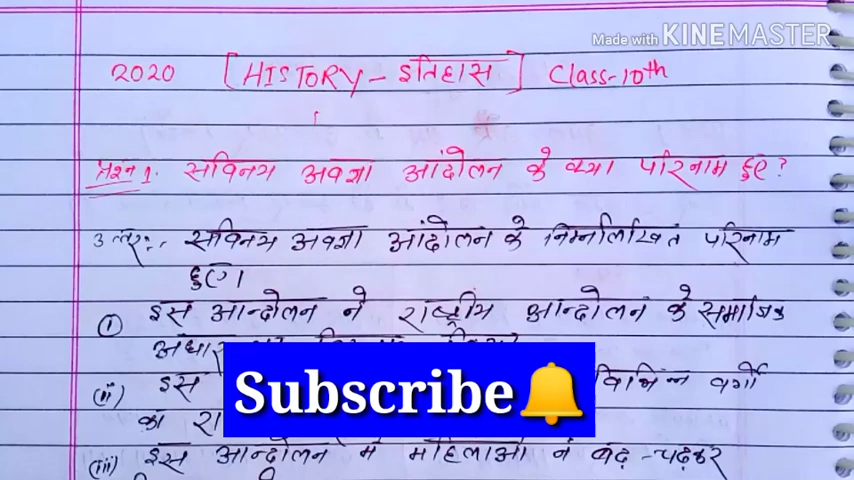 Made with KINEMASTER
2020 [HISTORY - इतिहास] Class-10th
प्रश्न 1. सविनय अवज्ञा आंदोलन के क्या परिनाम हुए?
उत्तर:- सविनय अवज्ञा आंदोलन के निम्नलिखित परिनाम
हुए।
(i) इस आन्दोलन ने राष्ट्रीय आन्दोलन के समाजिक
(ii) इस विभिन्न वर्गो
का रा
Subscribe
(iii) इस आन्दोलन में महिलाओ ने बढ़-चढ़कर